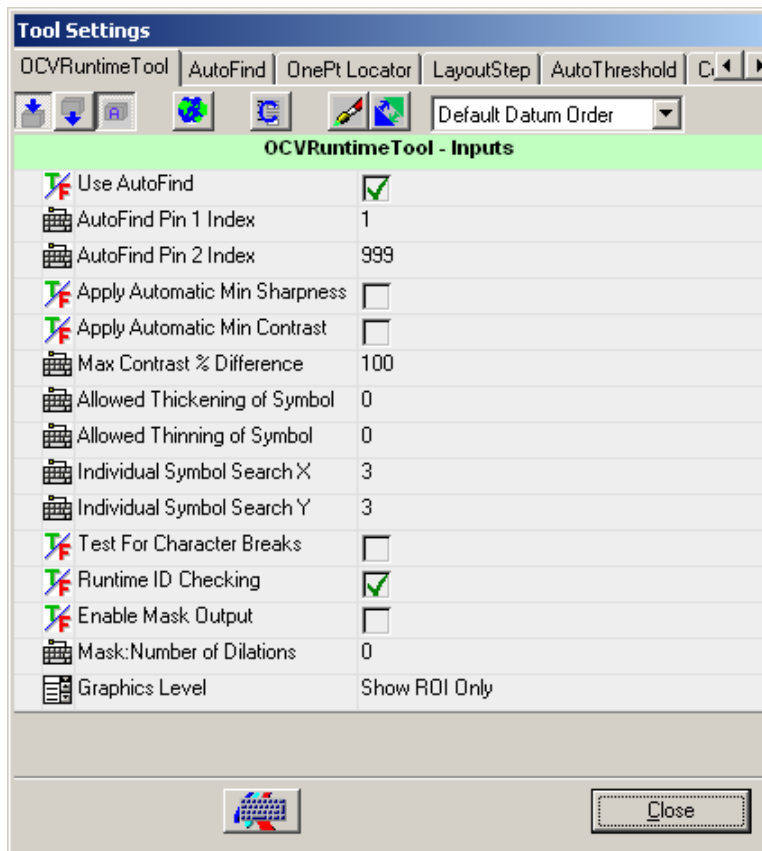 Tool Settings
OCVRuntimeTool AutoFind OnePt Locator LayoutStep AutoThreshold
Default Datum Order
OCVRuntimeTool - Inputs
Use AutoFind
AutoFind Pin 1 Index 1
AutoFind Pin 2 Index 999
Apply Automatic Min Sharpness
Apply Automatic Min Contrast
Max Contrast % Difference 100
Allowed Thickening of Symbol 0
Allowed Thinning of Symbol 0
Individual Symbol Search X 3
Individual Symbol Search Y 3
Test For Character Breaks
Runtime ID Checking
Enable Mask Output
Mask:Number of Dilations 0
Graphics Level Show ROI Only
Close